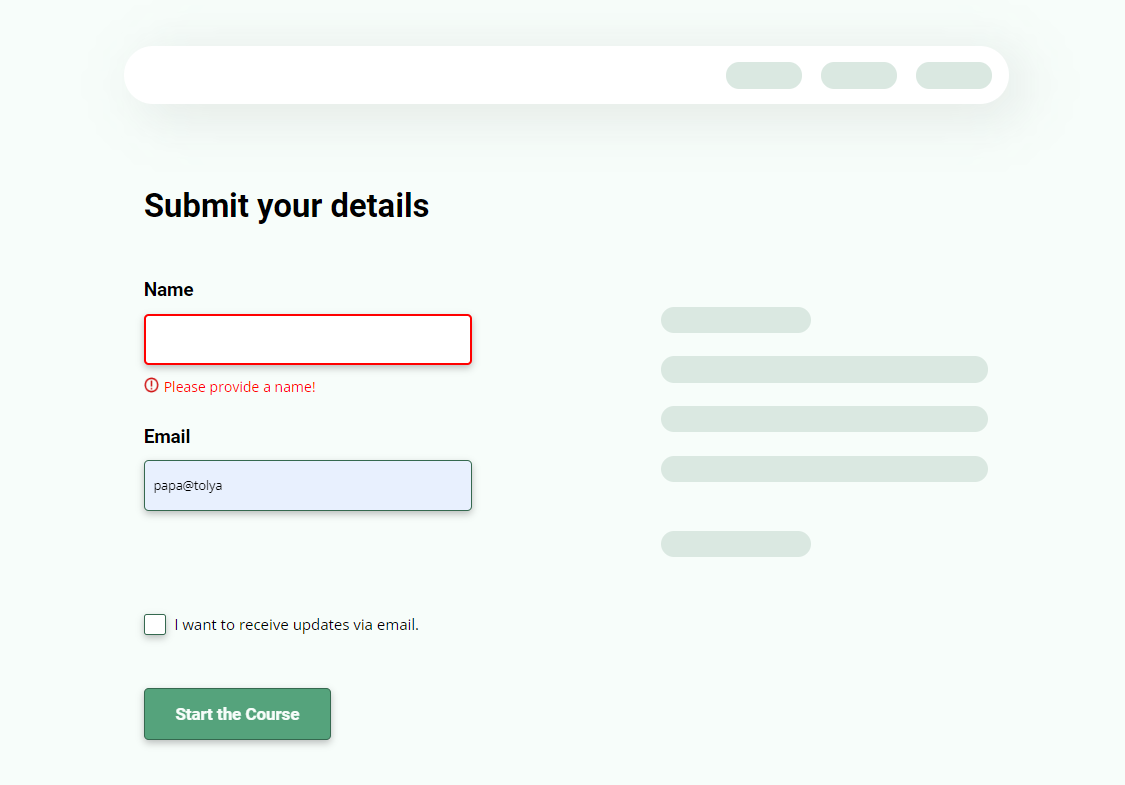 Submit your details
Name
Please provide a name!
Email
papa@tolya
I want to receive updates via email.
Start the Course